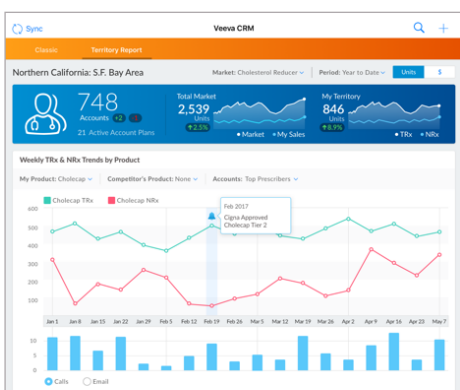 Sync
Veeva CRM
Classic
Territory Report
Northern California: S.F. Bay Area
Market: Cholesterol Reducer
Period: Year to Date
Units
$
748
Accounts +2
21 Active Account Plans
Total Market
2,539
Units
2.5%
Market
My Sales
My Territory
846
Units
8.9%
TRx
NRx
Weekly TRx & NRx Trends by Product
My Product: Cholecap
Competitor's Product: None
Accounts: Top Prescribers
Cholecap TRx
Cholecap NRx
Feb 2017
Cigna Approved
Cholecap Tier 2
600
500
400
300
200
100
Jan 1 Jan 8 Jan 15 Jan 22 Jan 29 Feb 5 Feb 12 Feb 19 Feb 26 Mar 5 Mar 12 Mar 19 Mar 26 Apr 2 Apr 9 Apr 16 Apr 23 May 7
10
5
0
Calls
Email